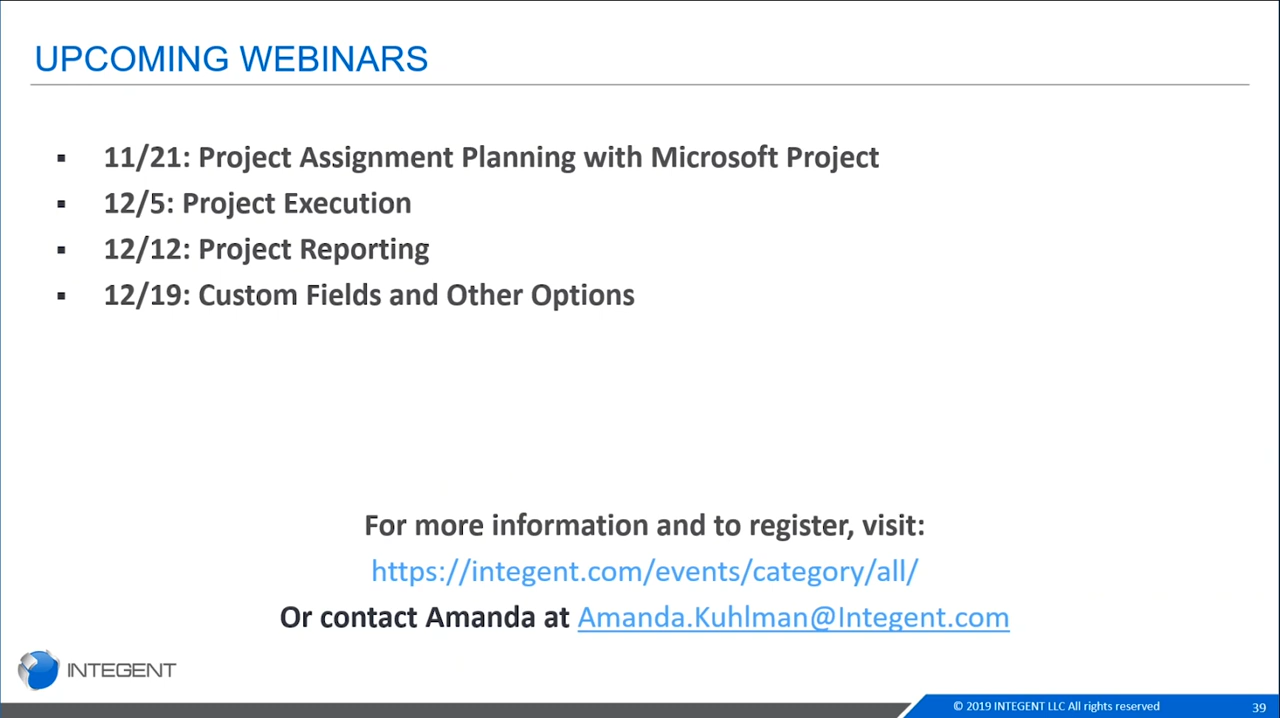 UPCOMING WEBINARS
▪ 11/21: Project Assignment Planning with Microsoft Project
▪ 12/5: Project Execution
▪ 12/12: Project Reporting
▪ 12/19: Custom Fields and Other Options
For more information and to register, visit:
https://integent.com/events/category/all/
Or contact Amanda at Amanda.Kuhlman@Integent.com
INTEGENT
© 2019 INTEGENT LLC All rights reserved 39